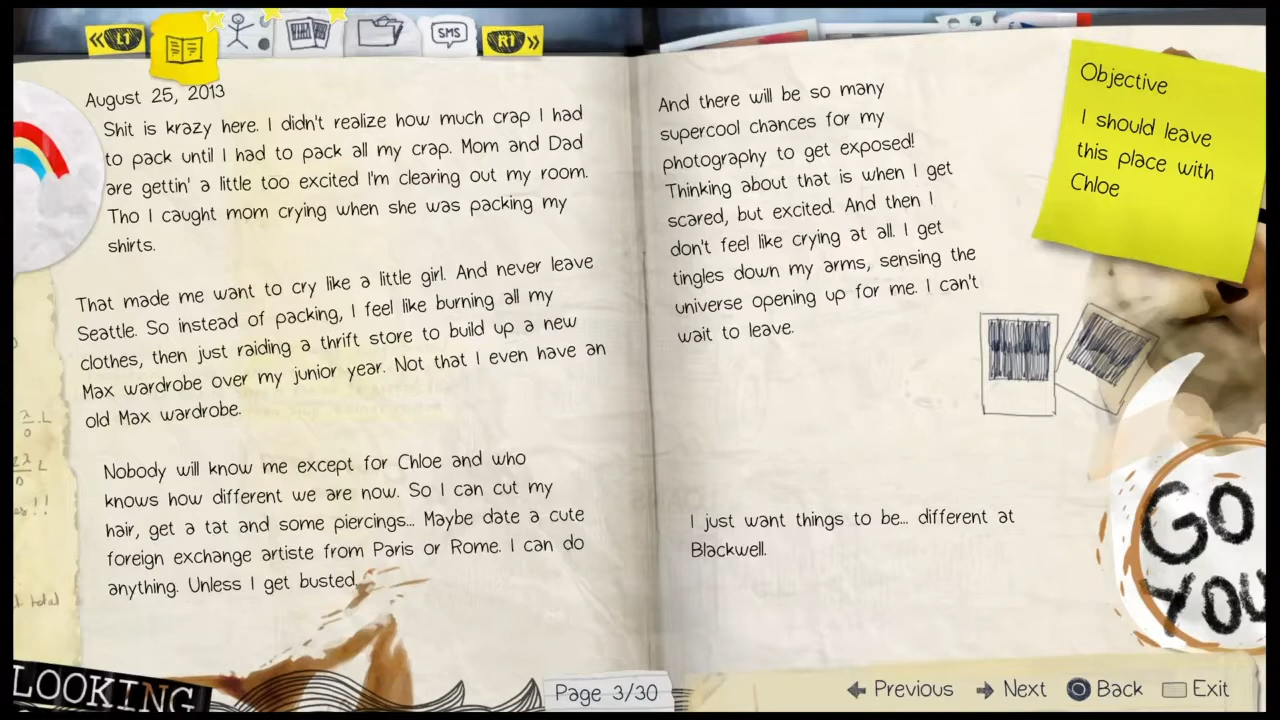 L1
SMS
R1
August 25, 2013
Shit is krazy here. I didn't realize how much crap I had
to pack until I had to pack all my crap. Mom and Dad
are gettin' a little too excited I'm clearing out my room.
Tho I caught mom crying when she was packing my
shirts.
That made me want to cry like a little girl. And never leave
Seattle. So instead of packing, I feel like burning all my
clothes, then just raiding a thrift store to build up a new
Max wardrobe over my junior year. Not that I even have an
old Max wardrobe.
Nobody will know me except for Chloe and who
knows how different we are now. So I can cut my
hair, get a tat and some piercings... Maybe date a cute
foreign exchange artiste from Paris or Rome. I can do
anything. Unless I get busted.
And there will be so many
supercool chances for my
photography to get exposed!
Thinking about that is when I get
scared, but excited. And then I
don't feel like crying at all. I get
tingles down my arms, sensing the
universe opening up for me. I can't
wait to leave.
I just want things to be... different at
Blackwell.
Objective
I should leave
this place with
Chloe
GO
YOU
total
LOOKING
Page 3/30
Previous
Next
Back
Exit